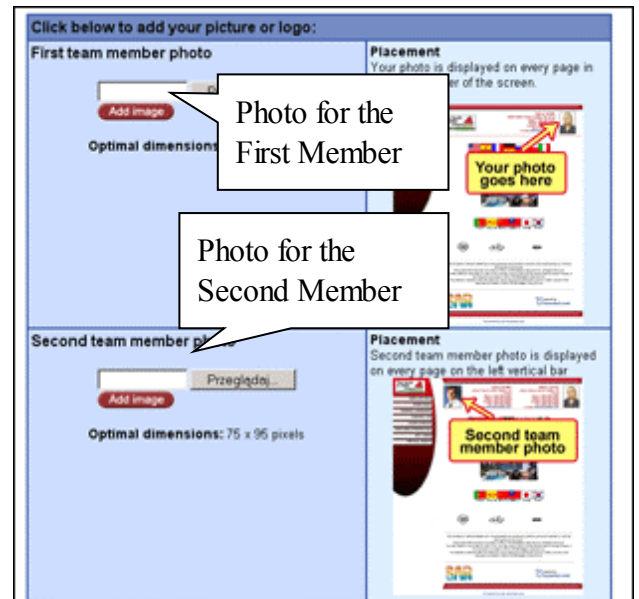 Click below to add your picture or logo:
First team member photo
Add image
Optimal dimensions
Photo for the
First Member
Placement
Your photo is displayed on every page in
er of the screen.
Your photo
goes here
Photo for the
Second Member
Second team member
Przeglądaj...
Add image
Optimal dimensions: 75 x 95 pixels
Placement
Second team member photo is displayed
on every page on the left vertical bar
Second team
member photo